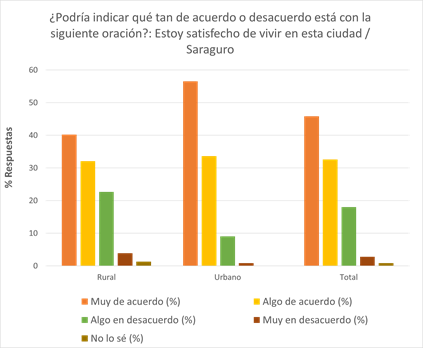 ¿Podría indicar qué tan de acuerdo o desacuerdo está con la
siguiente oración?: Estoy satisfecho de vivir en esta ciudad /
Saraguro
% Respuestas
60
50
40
30
20
10
0
Rural
Urbano
Total
Muy de acuerdo (%)
Algo de acuerdo (%)
Algo en desacuerdo (%)
Muy en desacuerdo (%)
No lo sé (%)